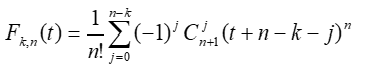 F_{k,n}(t) = \frac{1}{n!} \sum_{j=0}^{n-k} (-1)^j C_{n+1}^j (t + n - k - j)^n